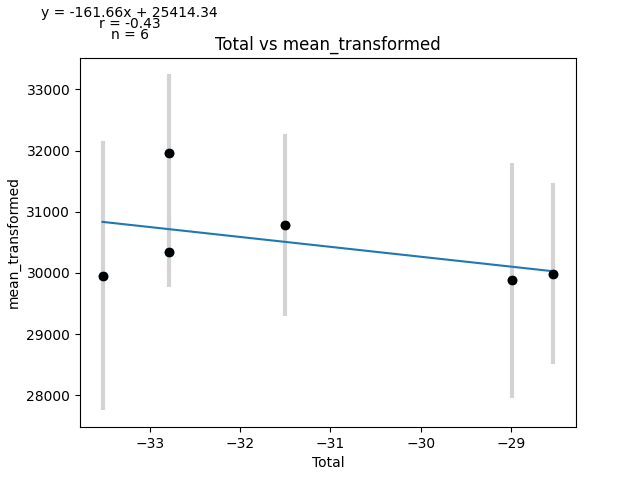 y = -161.66x + 25414.34
r = -0.43
n = 6
Total vs mean_transformed
33000
32000
31000
30000
29000
28000
mean_transformed
−33
−32
−31
−30
−29
Total